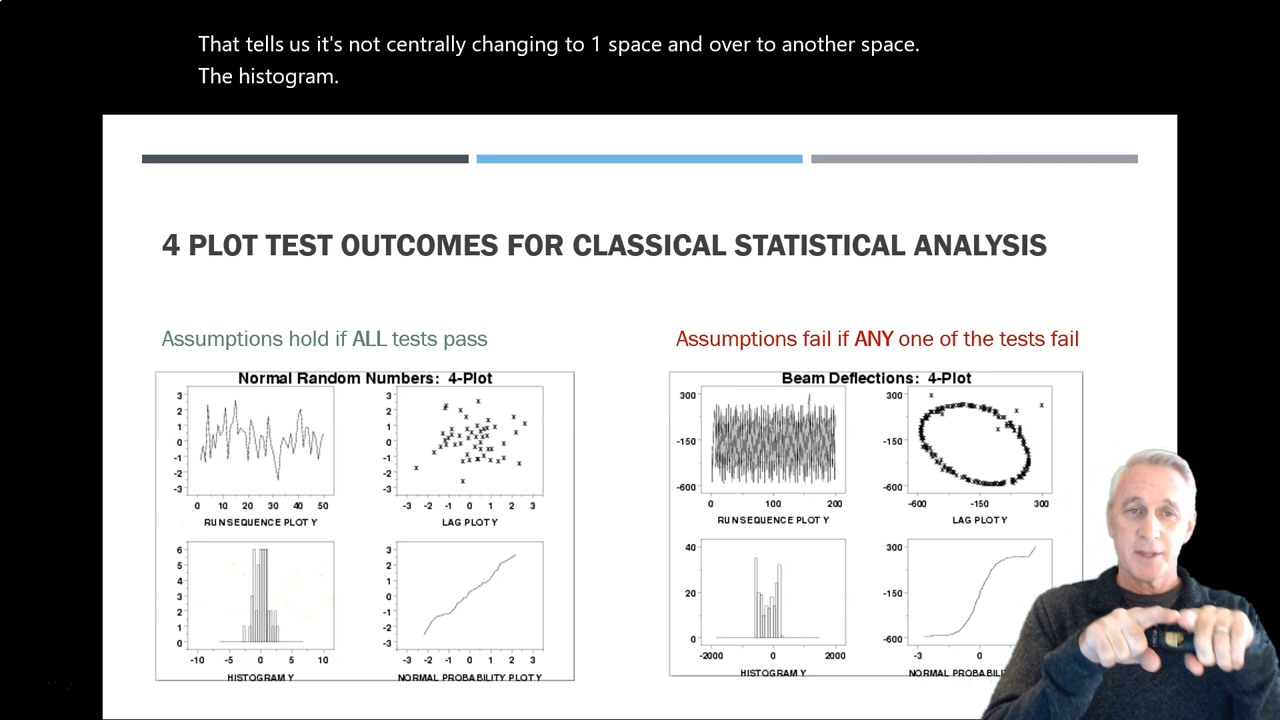 That tells us it's not centrally changing to 1 space and over to another space.
The histogram.
4 PLOT TEST OUTCOMES FOR CLASSICAL STATISTICAL ANALYSIS
Assumptions hold if ALL tests pass
Assumptions fail if ANY one of the tests fail
Normal Random Numbers: 4-Plot
3
2
1
0
-1
-2
-3
0 10 20 30 40 50
RUN SEQUENCE PLOT Y
3
2
1
0
-1
-2
-3
-3 -2 -1 0 1 2 3
LAG PLOT Y
6
5
4
3
2
1
0
-10 -5 0 5 10
HISTOGRAM Y
3
2
1
0
-1
-2
-3
-3 -2 -1 0 1 2 3
NORMAL PROBABILITY PLOT Y
Beam Deflections: 4-Plot
300
-150
-600
0 100 200
RUN SEQUENCE PLOT Y
300
-150
-600
-600 -150 300
LAG PLOT Y
40
20
0
-2000 0 2000
HISTOGRAM Y
300
-150
-600
-3 0
NORMAL